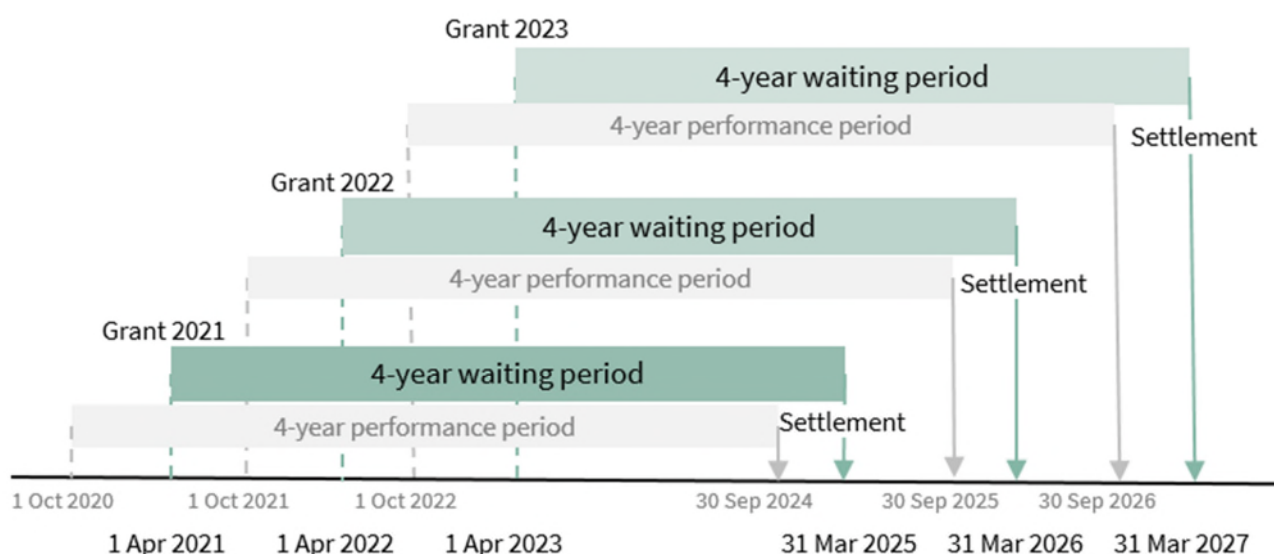 Grant 2023
4-year waiting period
4-year performance period
Settlement
Grant 2022
4-year waiting period
4-year performance period
Settlement
Grant 2021
4-year waiting period
4-year performance period
Settlement
1 Oct 2020 1 Oct 2021 1 Oct 2022 30 Sep 2024 30 Sep 2025 30 Sep 2026
1 Apr 2021 1 Apr 2022 1 Apr 2023 31 Mar 2025 31 Mar 2026 31 Mar 2027